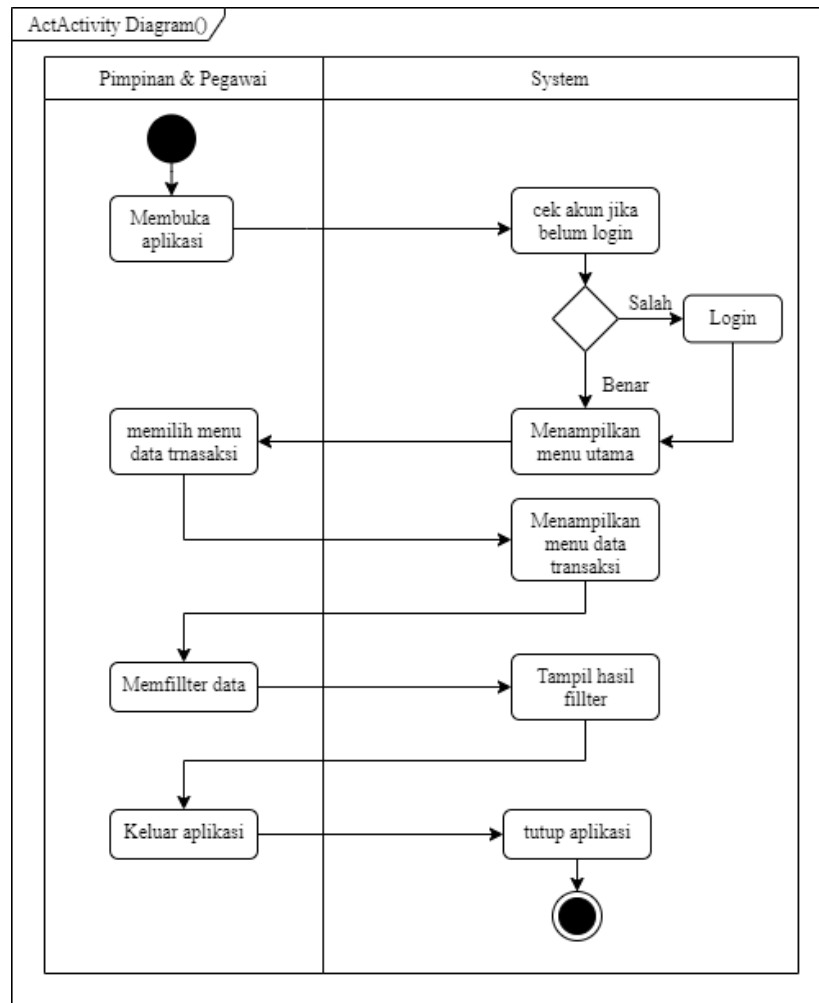 ActActivity Diagram()
Pimpinan & Pegawai
System
Membuka
aplikasi
cek akun jika
belum login
Salah
Login
Benar
Menampilkan
menu utama
memilih menu
data trnasaksi
Menampilkan
menu data
transaksi
Memfillter data
Tampil hasil
fillter
Keluar aplikasi
tutup aplikasi